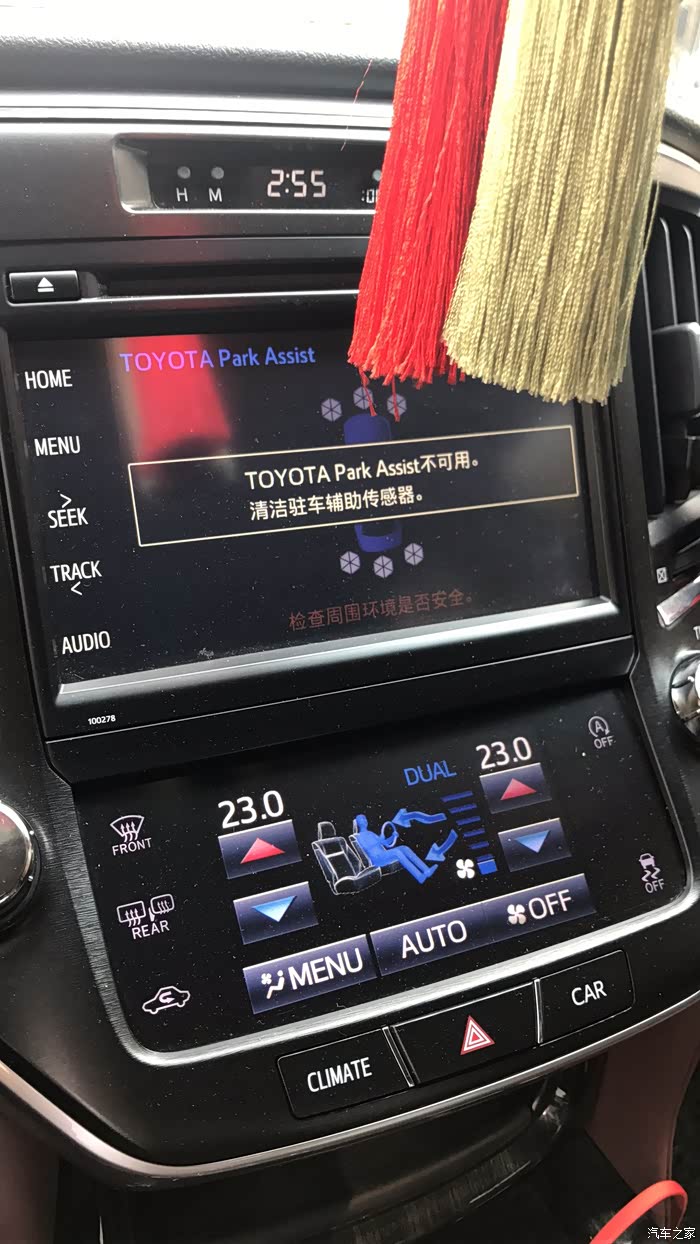 H M 2:55
HOME
TOYOTA Park Assist
MENU
TOYOTA Park Assist不可用。
清洁驻车辅助传感器。
SEEK
TRACK
检查周围环境是否安全。
AUDIO
100278
23.0
DUAL
23.0
OFF
FRONT
REAR
OFF
MENU
AUTO
OFF
CLIMATE
CAR
汽车之家